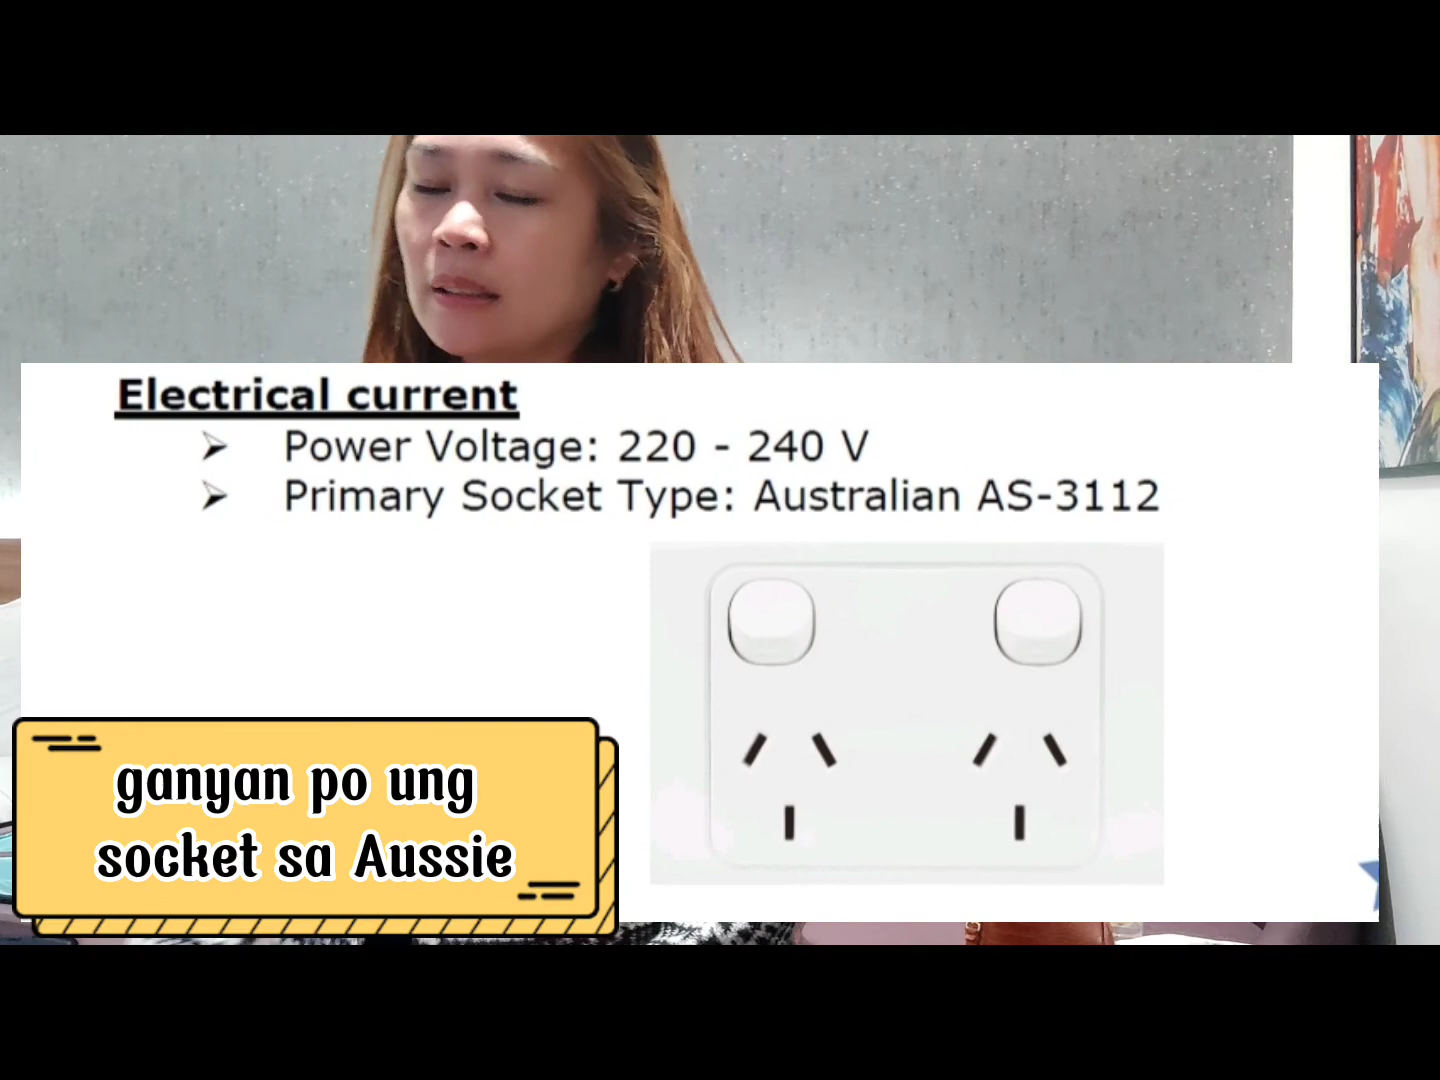 Electrical current
➢ Power Voltage: 220 - 240 V
➢ Primary Socket Type: Australian AS-3112
ganyan po ung
socket sa Aussie